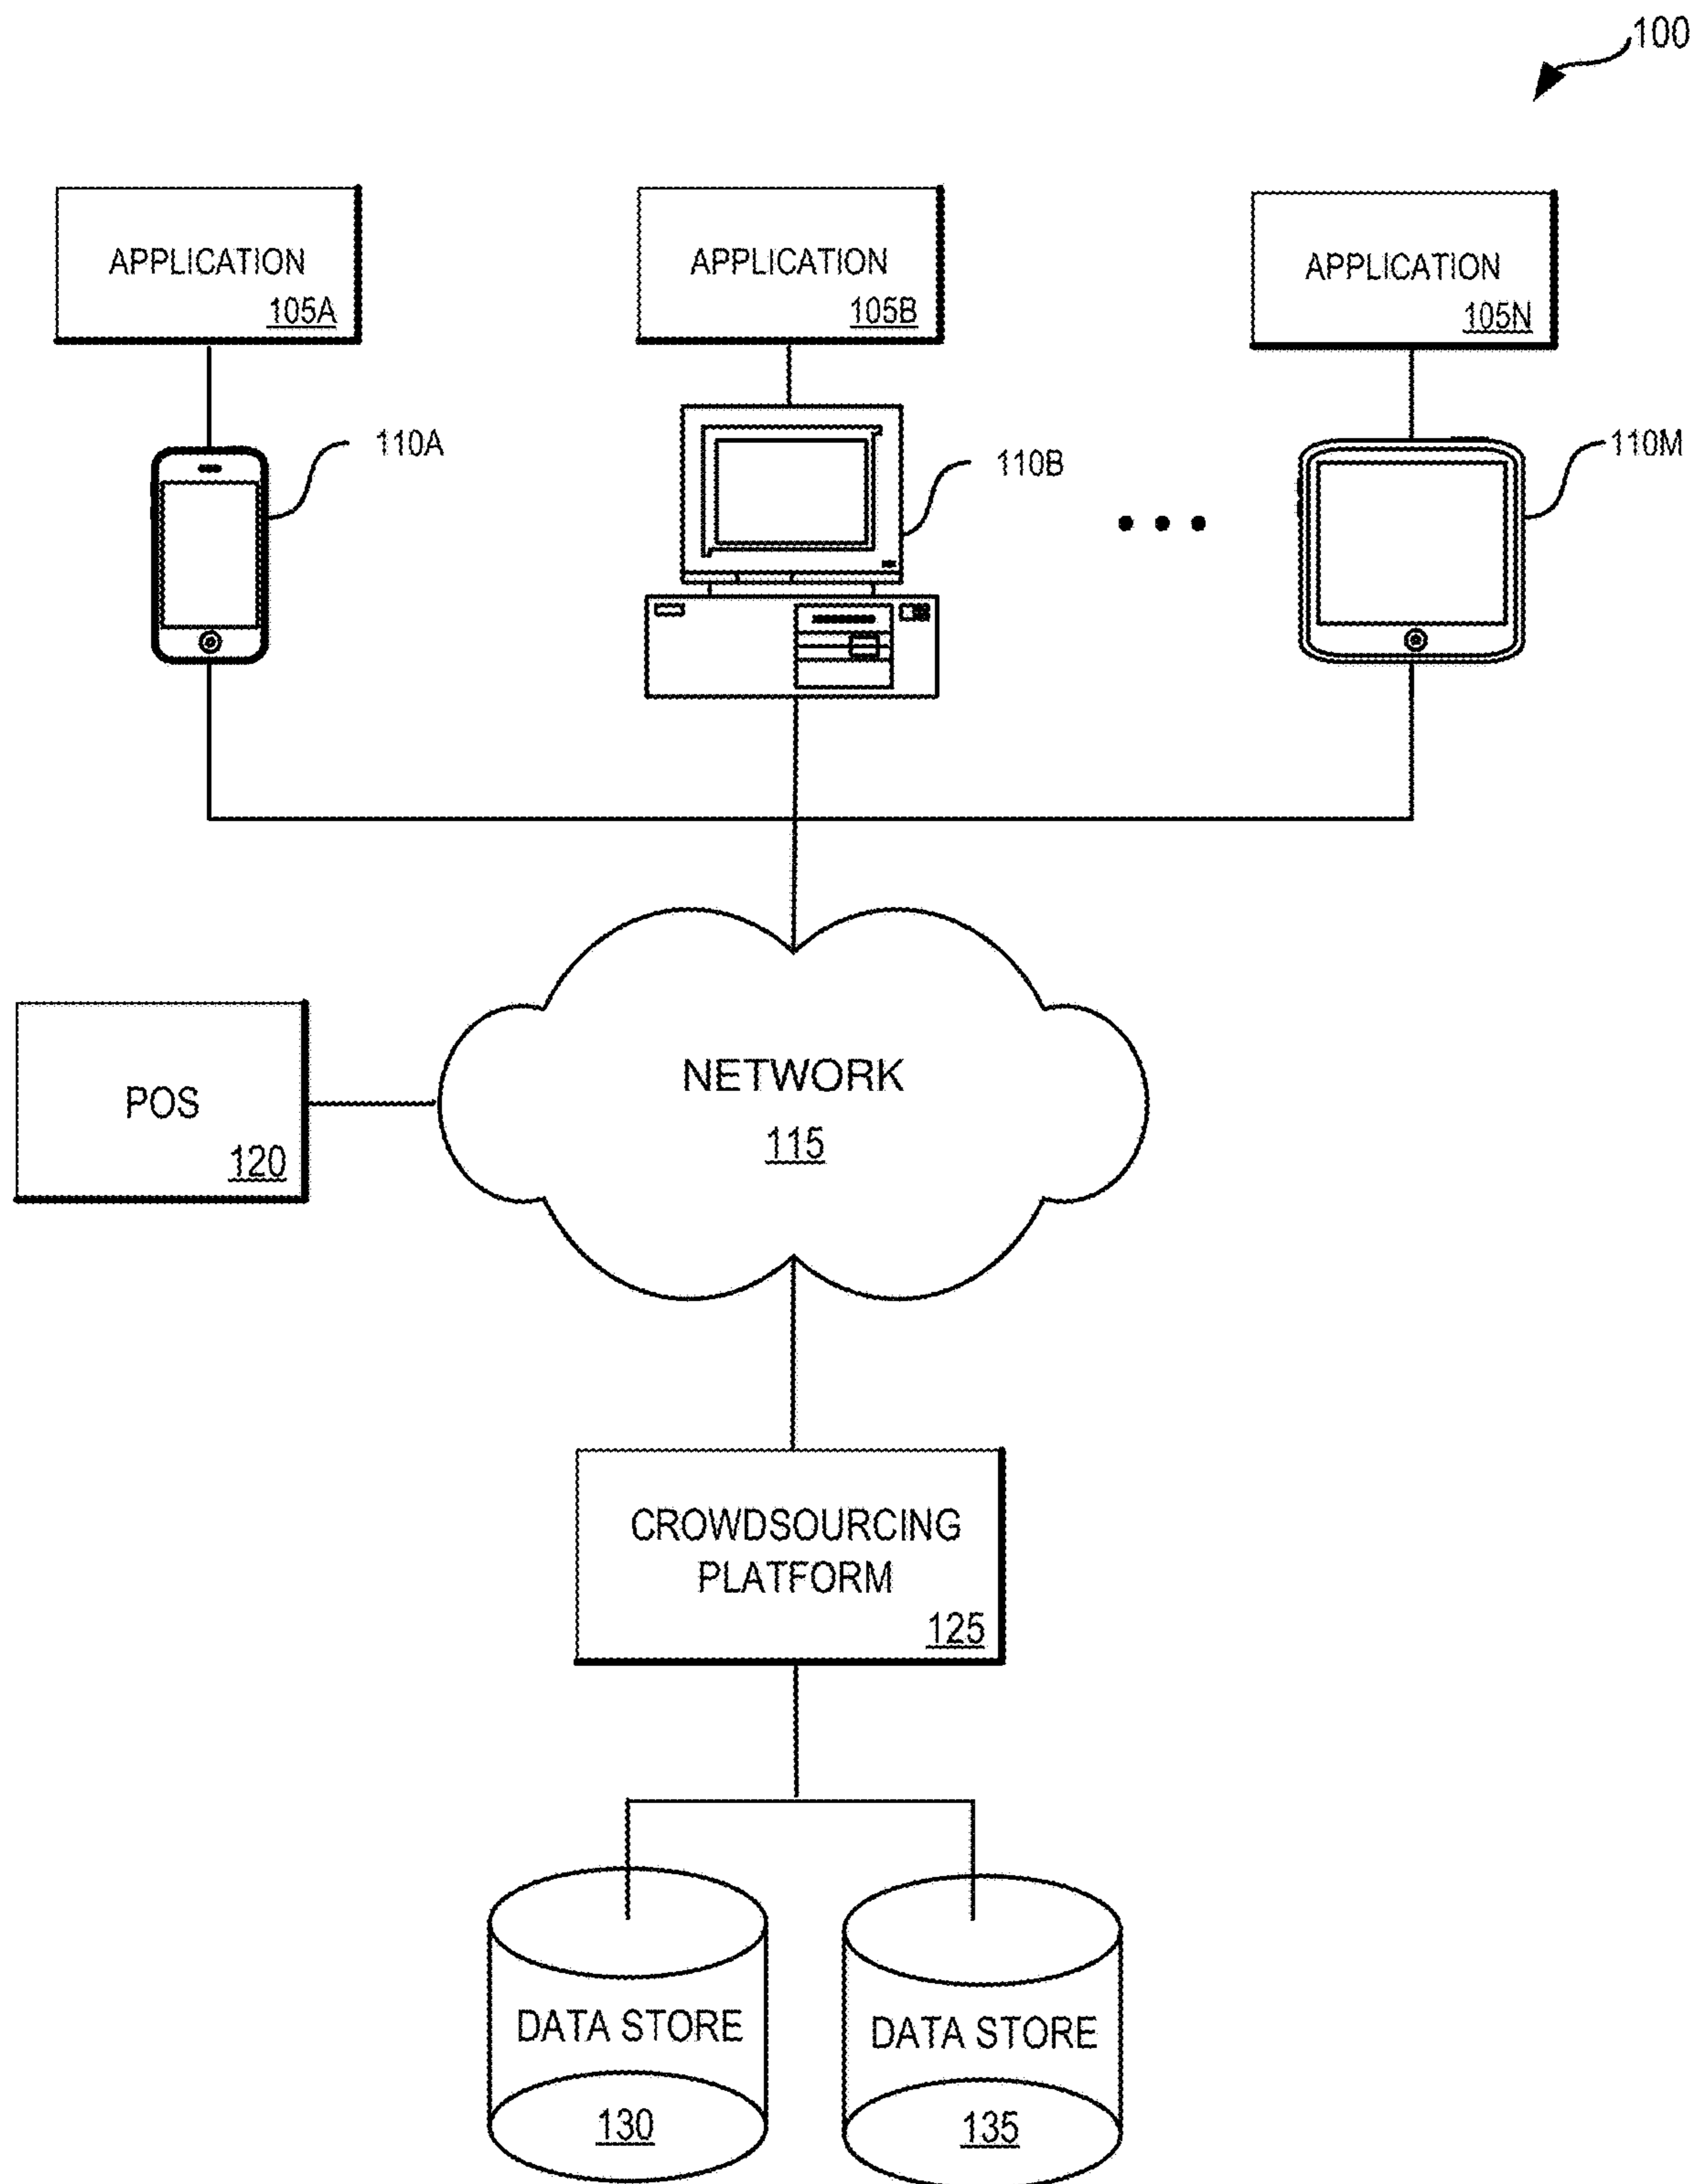 100
APPLICATION
105A
APPLICATION
105B
APPLICATION
105N
110A
110B
110M
NETWORK
115
POS
120
CROWDSOURCING
PLATFORM
125
DATA STORE
130
DATA STORE
135